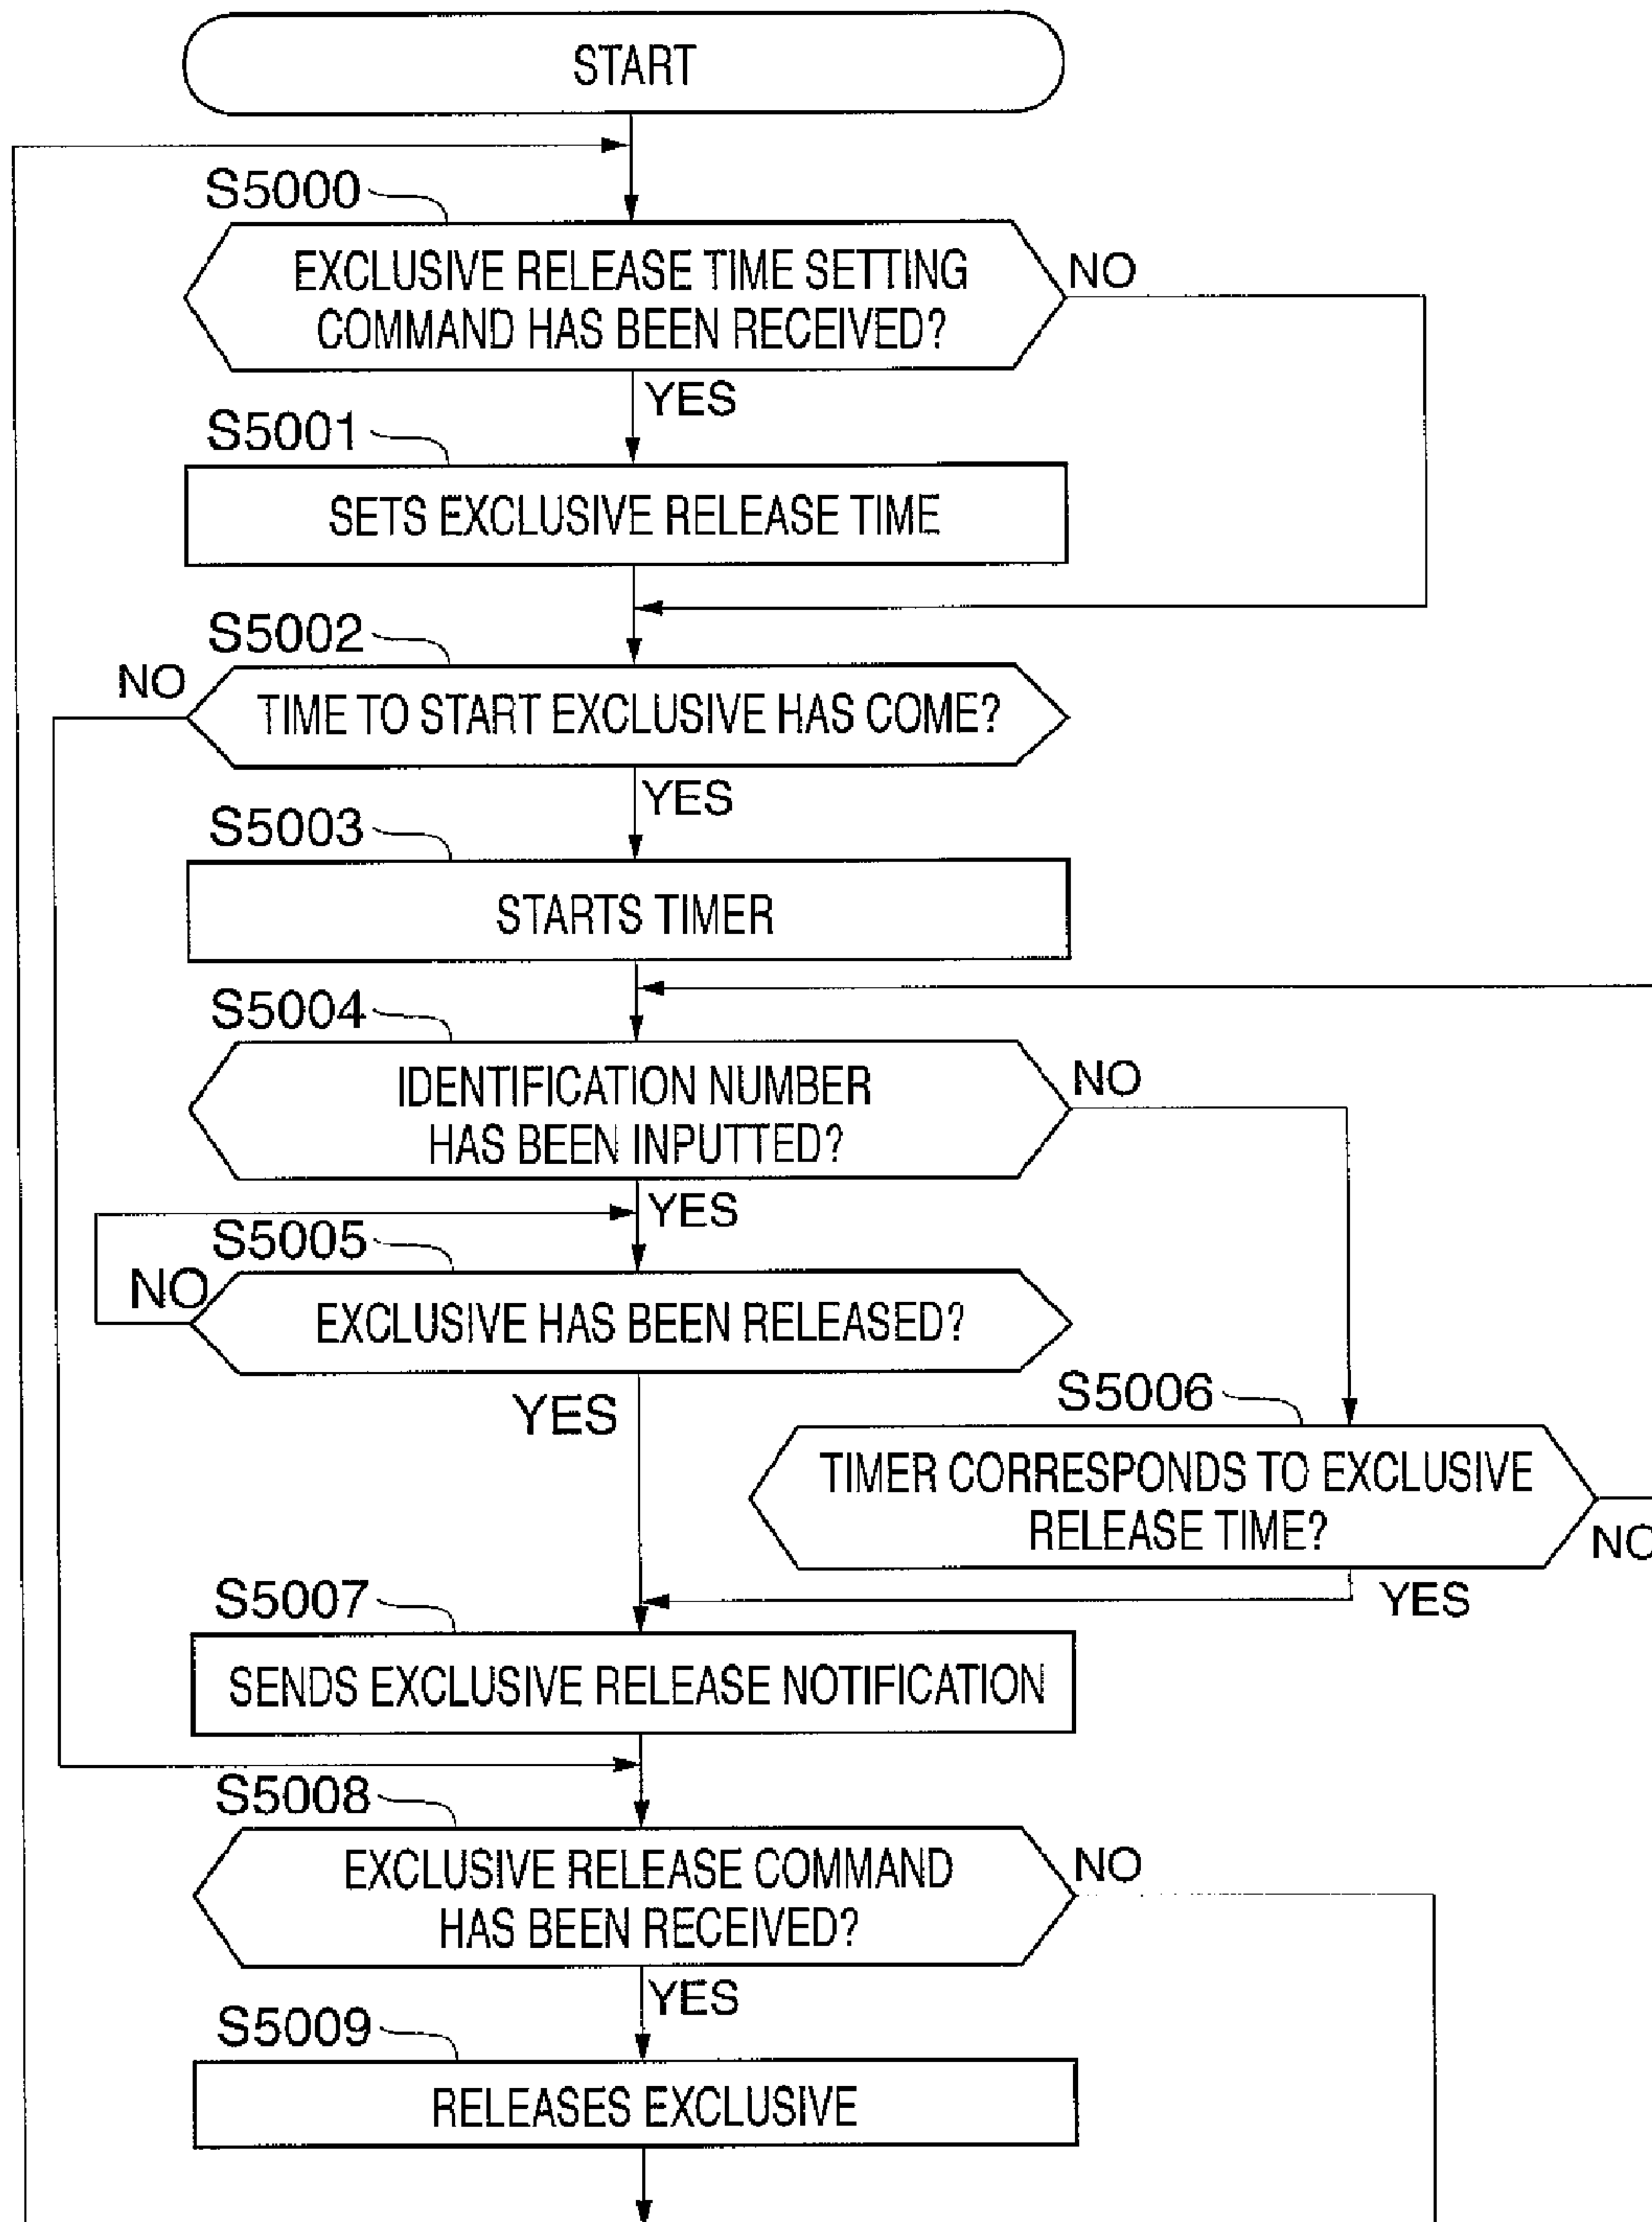 START
S5000
EXCLUSIVE RELEASE TIME SETTING
COMMAND HAS BEEN RECEIVED?
NO
YES
S5001
SETS EXCLUSIVE RELEASE TIME
S5002
NO
TIME TO START EXCLUSIVE HAS COME?
YES
S5003
STARTS TIMER
S5004
IDENTIFICATION NUMBER
HAS BEEN INPUTTED?
NO
YES
S5005
NO
EXCLUSIVE HAS BEEN RELEASED?
YES
S5006
TIMER CORRESPONDS TO EXCLUSIVE
RELEASE TIME?
NO
YES
S5007
SENDS EXCLUSIVE RELEASE NOTIFICATION
S5008
EXCLUSIVE RELEASE COMMAND
HAS BEEN RECEIVED?
NO
YES
S5009
RELEASES EXCLUSIVE